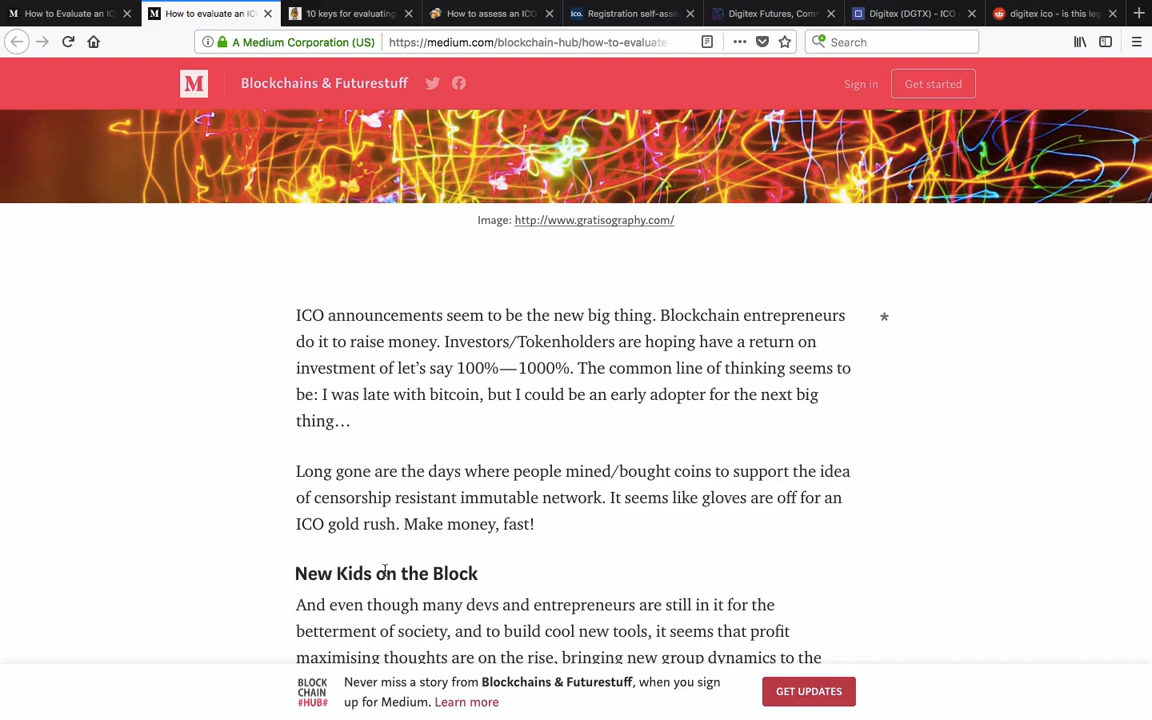 How to Evaluate an IC
How to evaluate an IC
10 keys for evaluating
How to assess an ICO
ico. Registration self-asse
Digitex Futures, Com
Digitex (DGTX) - ICO
digitex ico - is this leg
A Medium Corporation (US)
https://medium.com/blockchain-hub/how-to-evaluate-
Search
M
Blockchains & Futurestuff
Sign in
Get started
Image: http://www.gratisography.com/
ICO announcements seem to be the new big thing. Blockchain entrepreneurs
do it to raise money. Investors/Tokenholders are hoping have a return on
investment of let’s say 100% — 1000%. The common line of thinking seems to
be: I was late with bitcoin, but I could be an early adopter for the next big
thing…
*
Long gone are the days where people mined/bought coins to support the idea
of censorship resistant immutable network. It seems like gloves are off for an
ICO gold rush. Make money, fast!
New Kids on the Block
And even though many devs and entrepreneurs are still in it for the
betterment of society, and to build cool new tools, it seems that profit
maximising thoughts are on the rise, bringing new group dynamics to the
BLOCK
CHAIN
#HUB#
Never miss a story from Blockchains & Futurestuff, when you sign
up for Medium. Learn more
GET UPDATES